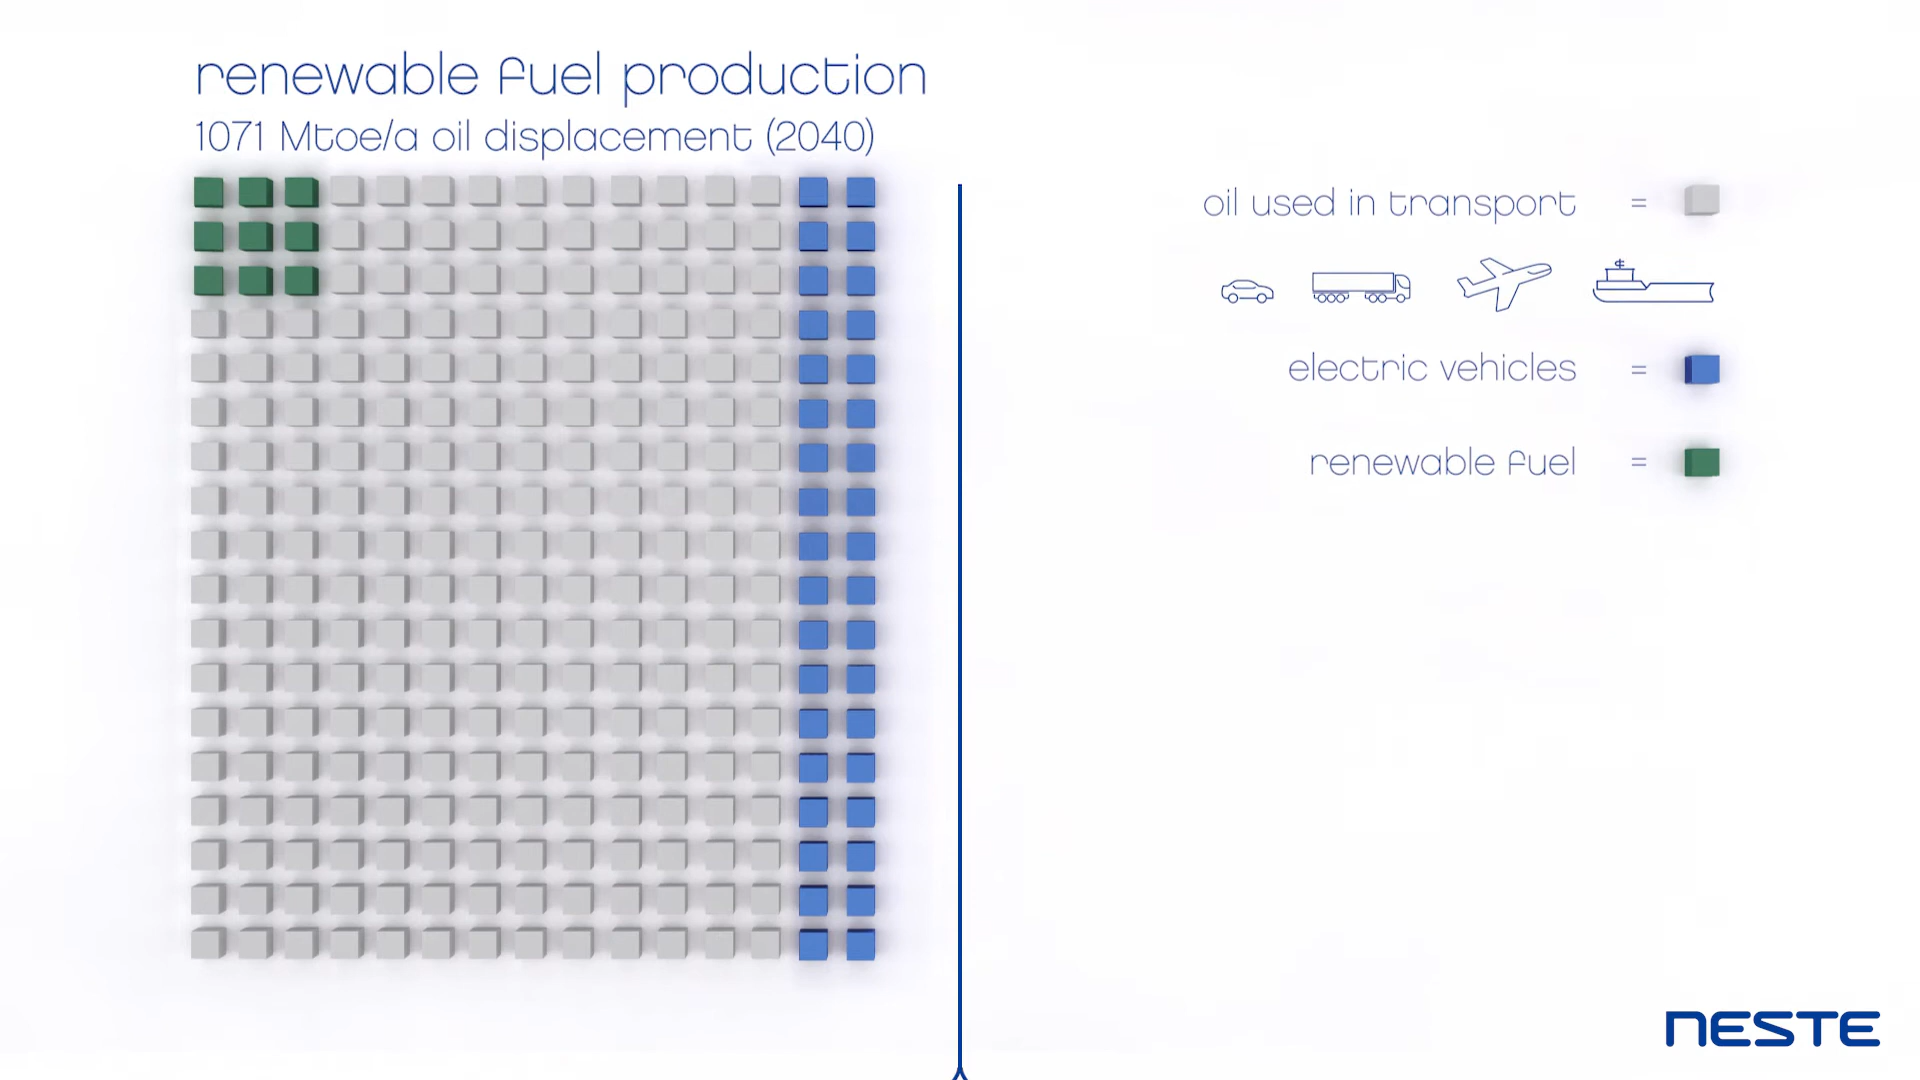 renewable fuel production
1071 Mtoe/a oil displacement (2040)
oil used in transport =
electric vehicles =
renewable fuel =
NESTE